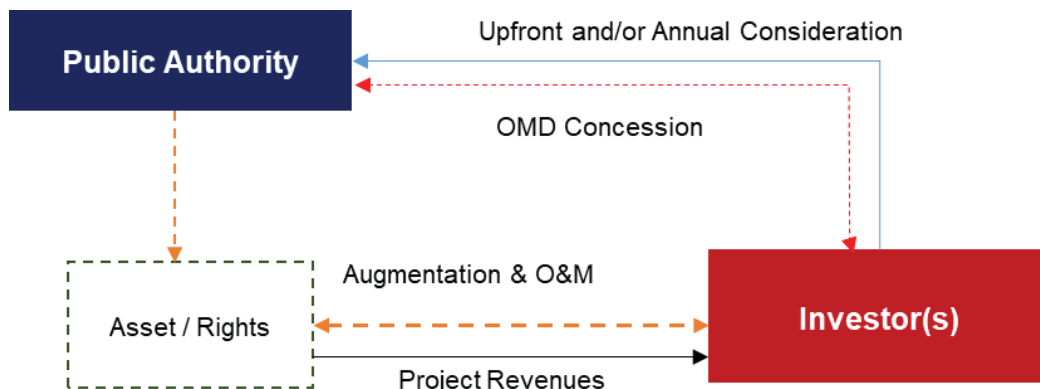 Public Authority
Upfront and/or Annual Consideration
OMD Concession
Augmentation & O&M
Asset / Rights
Investor(s)
Project Revenues